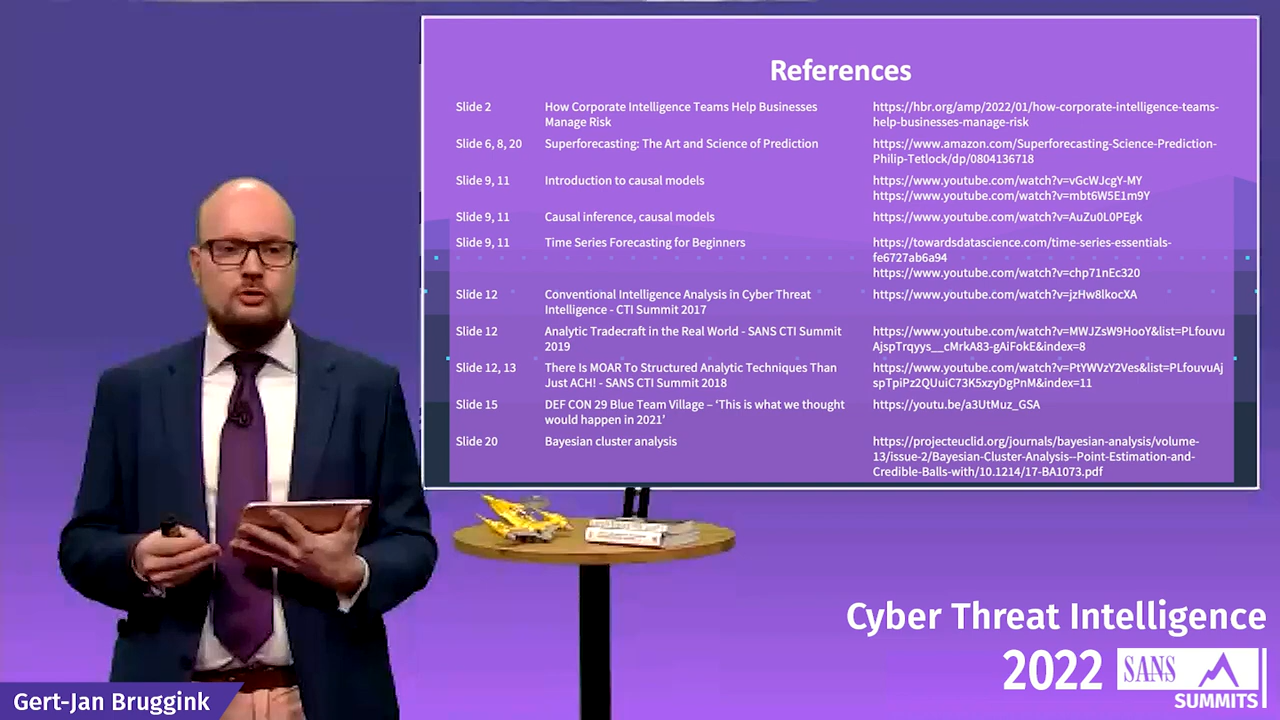 References
Slide 2
How Corporate Intelligence Teams Help Businesses
Manage Risk
https://hbr.org/amp/2022/01/how-corporate-intelligence-teams-
help-businesses-manage-risk
Slide 6, 8, 20
Superforecasting: The Art and Science of Prediction
https://www.amazon.com/Superforecasting-Science-Prediction-
Philip-Tetlock/dp/0804136718
Slide 9, 11
Introduction to causal models
https://www.youtube.com/watch?v=vGcWJcgY-MY
https://www.youtube.com/watch?v=mbt6W5E1m9Y
Slide 9, 11
Causal inference, causal models
https://www.youtube.com/watch?v=AuZu0L0PEgk
Slide 9, 11
Time Series Forecasting for Beginners
https://towardsdatascience.com/time-series-essentials-
fe6727ab6a94
https://www.youtube.com/watch?v=chp71nEc320
Slide 12
Conventional Intelligence Analysis in Cyber Threat
Intelligence - CTI Summit 2017
https://www.youtube.com/watch?v=jzHw8lkocXA
Slide 12
Analytic Tradecraft in the Real World - SANS CTI Summit
2019
https://www.youtube.com/watch?v=MWJZsW9HooY&list=PLfouvu
AjspTrqyys__cMrkA83-gAiFokE&index=8
Slide 12, 13
There Is MOAR To Structured Analytic Techniques Than
Just ACH! - SANS CTI Summit 2018
https://www.youtube.com/watch?v=PtYWVzY2Ves&list=PLfouvuAj
spTpiPz2QUuiC73K5xzyDgPnM&index=11
Slide 15
DEF CON 29 Blue Team Village – ‘This is what we thought
would happen in 2021’
https://youtu.be/a3UtMuz_GSA
Slide 20
Bayesian cluster analysis
https://projecteuclid.org/journals/bayesian-analysis/volume-
13/issue-2/Bayesian-Cluster-Analysis--Point-Estimation-and-
Credible-Balls-with/10.1214/17-BA1073.pdf
Cyber Threat Intelligence
2022
SANS
SUMMITS
Gert-Jan Bruggink